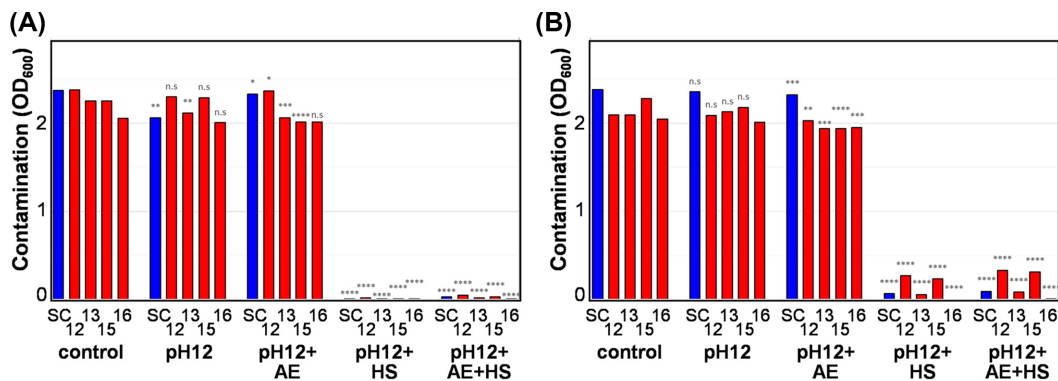 (A)
Contamination (OD600)
2
1
0
** n.s ** n.s n.s
* * *** **** n.s
**** **** **** **** ****
**** **** **** **** ****
SC 12 13 15 16
SC 12 13 15 16
SC 12 13 15 16
SC 12 13 15 16
SC 12 13 15 16
control
pH12
pH12+
AE
pH12+
HS
pH12+
AE+HS
(B)
Contamination (OD600)
2
1
0
n.s n.s n.s n.s
*** ** *** **** ***
**** **** **** **** ****
**** **** **** **** ****
SC 12 13 15 16
SC 12 13 15 16
SC 12 13 15 16
SC 12 13 15 16
SC 12 13 15 16
control
pH12
pH12+
AE
pH12+
HS
pH12+
AE+HS